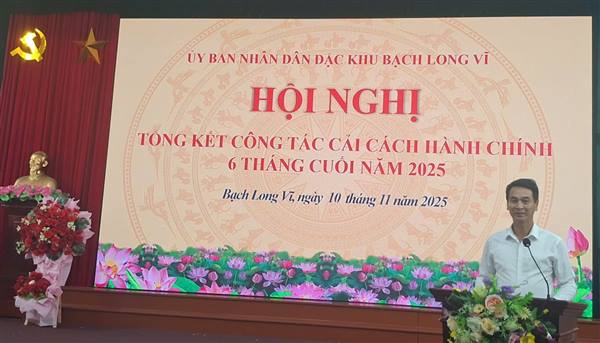 ỦY BAN NHÂN DÂN ĐẶC KHU BẠCH LONG VĨ
HỘI NGHỊ
TỔNG KẾT CÔNG TÁC CẢI CÁCH HÀNH CHÍNH
6 THÁNG CUỐI NĂM 2025
Bạch Long Vĩ, ngày 10 tháng 11 năm 2025